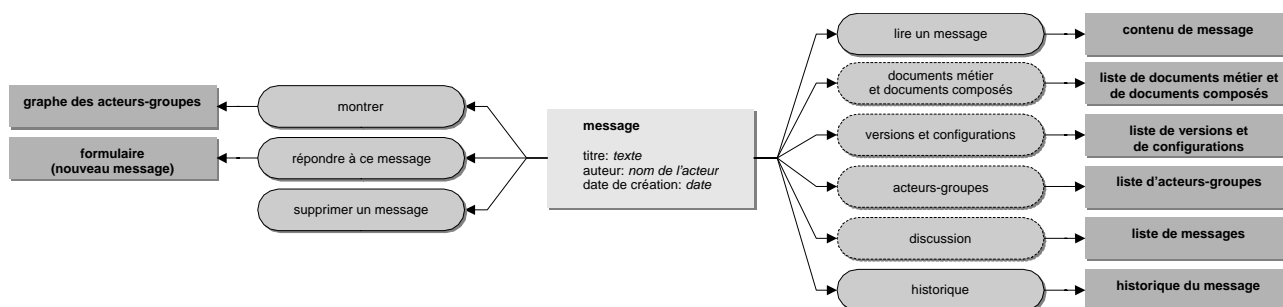 graphe des acteurs-groupes
formulaire
(nouveau message)
montrer
répondre à ce message
supprimer un message
message
titre: texte
auteur: nom de l'acteur
date de création: date
lire un message
documents métier
et documents composés
versions et configurations
acteurs-groupes
discussion
historique
contenu de message
liste de documents métier et
de documents composés
liste de versions et
de configurations
liste d'acteurs-groupes
liste de messages
historique du message